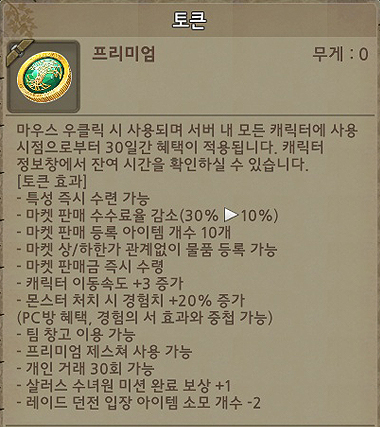 토큰
프리미엄 무게 : 0
마우스 우클릭 시 사용되며 서버 내 모든 캐릭터에 사용
시점으로부터 30일간 혜택이 적용됩니다. 캐릭터
정보창에서 잔여 시간을 확인하실 수 있습니다.
[토큰 효과]
- 특성 즉시 수련 가능
- 마켓 판매 수수료율 감소(30% ▶10%)
- 마켓 판매 등록 아이템 개수 10개
- 마켓 상/하한가 관계없이 물품 등록 가능
- 마켓 판매금 즉시 수령
- 캐릭터 이동속도 +3 증가
- 몬스터 처치 시 경험치 +20% 증가
(PC방 혜택, 경험의 서 효과와 중첩 가능)
- 팀 창고 이용 가능
- 프리미엄 제스쳐 사용 가능
- 개인 거래 30회 가능
- 살러스 수녀원 미션 완료 보상 +1
- 레이드 던전 입장 아이템 소모 개수 -2